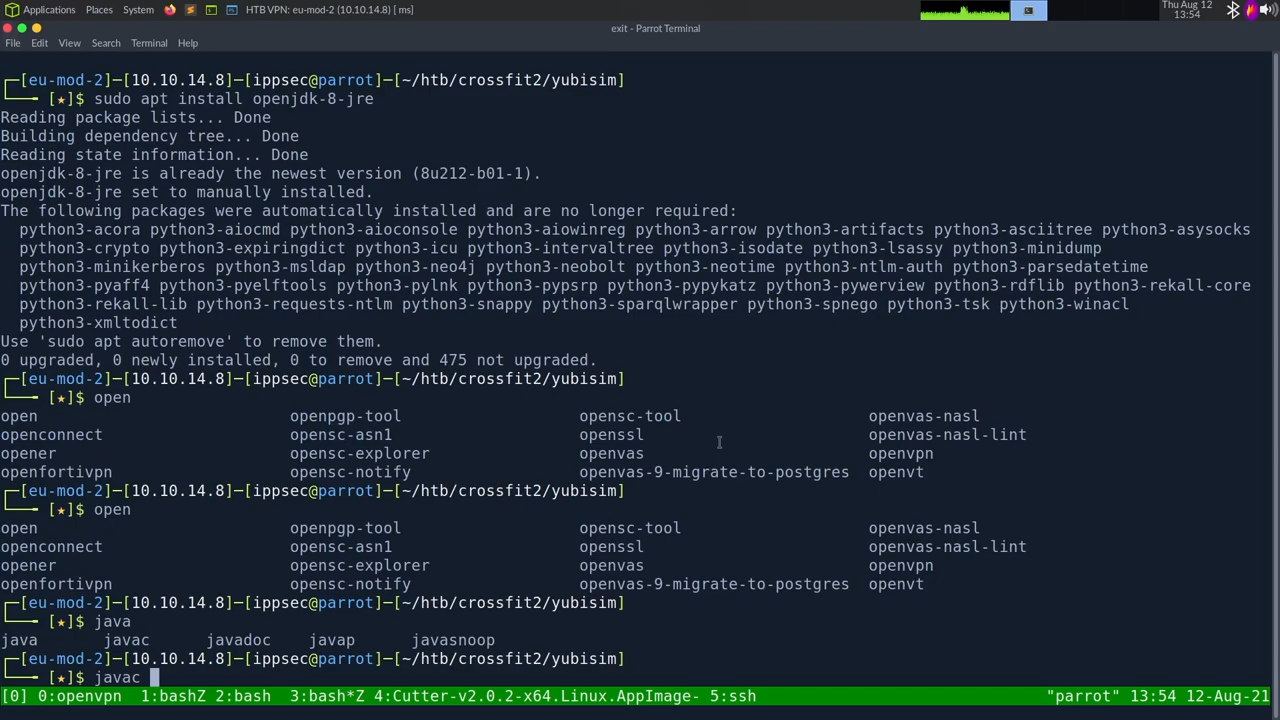 Applications Places System HTB VPN: eu-mod-2 (10.10.14.8) [ ms] Thu Aug 12 13:54
exit - Parrot Terminal
File Edit View Search Terminal Help
┌─[eu-mod-2]─[10.10.14.8]─[ippsec@parrot]─[~/htb/crossfit2/yubisim]
└──╼ [★]$ sudo apt install openjdk-8-jre
Reading package lists... Done
Building dependency tree... Done
Reading state information... Done
openjdk-8-jre is already the newest version (8u212-b01-1).
openjdk-8-jre set to manually installed.
The following packages were automatically installed and are no longer required:
python3-acora python3-aiocmd python3-aioconsole python3-aiowinreg python3-arrow python3-artifacts python3-asciitree python3-asysocks
python3-crypto python3-expiringdict python3-icu python3-intervaltree python3-isodate python3-lsassy python3-minidump
python3-minikerberos python3-msldap python3-neo4j python3-neobolt python3-neotime python3-ntlm-auth python3-parsedatetime
python3-pyaff4 python3-pyelftools python3-pylnk python3-pypsrp python3-pypykatz python3-pywerview python3-rdflib python3-rekall-core
python3-rekall-lib python3-requests-ntlm python3-snappy python3-sparqlwrapper python3-spnego python3-tsk python3-winacl
python3-xmltodict
Use 'sudo apt autoremove' to remove them.
0 upgraded, 0 newly installed, 0 to remove and 475 not upgraded.
┌─[eu-mod-2]─[10.10.14.8]─[ippsec@parrot]─[~/htb/crossfit2/yubisim]
└──╼ [★]$ open
open openpgp-tool opensc-tool openvas-nasl
openconnect opensc-asn1 openssl openvas-nasl-lint
opener opensc-explorer openvas openvpn
openfortivpn opensc-notify openvas-9-migrate-to-postgres openvt
┌─[eu-mod-2]─[10.10.14.8]─[ippsec@parrot]─[~/htb/crossfit2/yubisim]
└──╼ [★]$ open
open openpgp-tool opensc-tool openvas-nasl
openconnect opensc-asn1 openssl openvas-nasl-lint
opener opensc-explorer openvas openvpn
openfortivpn opensc-notify openvas-9-migrate-to-postgres openvt
┌─[eu-mod-2]─[10.10.14.8]─[ippsec@parrot]─[~/htb/crossfit2/yubisim]
└──╼ [★]$ java
java javac javadoc javap javasnoop
┌─[eu-mod-2]─[10.10.14.8]─[ippsec@parrot]─[~/htb/crossfit2/yubisim]
└──╼ [★]$ javac
[0] 0:openvpn 1:bashZ 2:bash 3:bash*Z 4:Cutter-v2.0.2-x64.Linux.AppImage- 5:ssh "parrot" 13:54 12-Aug-21